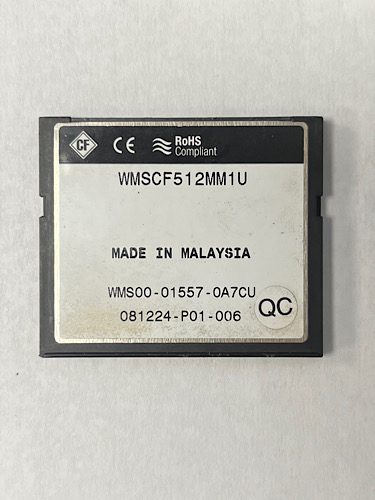 CF CE RoHS
Compliant
WMSCF512MM1U
MADE IN MALAYSIA
WMS00-01557-0A7CU
081224-P01-006
QC